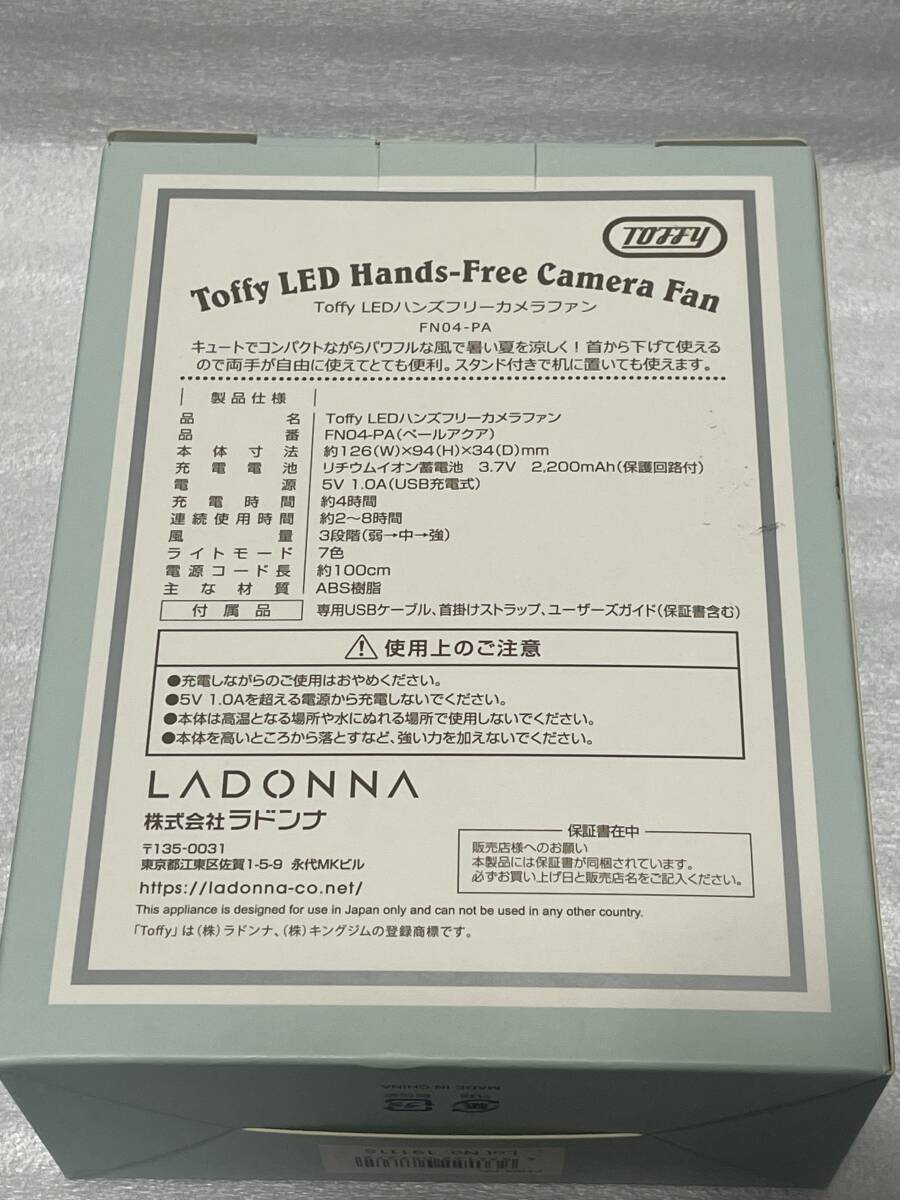 TOFFY
Toffy LED Hands-Free Camera Fan
Toffy LEDハンズフリーカメラファン
FN04-PA
キュートでコンパクトながらパワフルな風で暑い夏を涼しく！首から下げて使える
ので両手が自由に使えてとても便利。スタンド付きで机に置いても使えます。
製品仕様
品名 Toffy LEDハンズフリーカメラファン
品番 FN04-PA(ペールアクア)
本体寸法 約126(W)×94(H)×34(D)mm
充電電池 リチウムイオン蓄電池 3.7V 2,200mAh(保護回路付)
電源 5V 1.0A(USB充電式)
充電時間 約4時間
連続使用時間 約2〜8時間
風量 3段階(弱→中→強)
ライトモード 7色
電源コード長 約100cm
主な材質 ABS樹脂
付属品 専用USBケーブル、首掛けストラップ、ユーザーズガイド(保証書含む)
使用上のご注意
●充電しながらのご使用はおやめください。
●5V 1.0Aを超える電源から充電しないでください。
●本体は高温となる場所や水にぬれる場所で使用しないでください。
●本体を高いところから落とすなど、強い力を加えないでください。
LADONNA
株式会社ラドンナ
〒135-0031
東京都江東区佐賀1-5-9 永代MKビル
https://ladonna-co.net/
保証書在中
販売店様へのお願い
本製品には保証書が同梱されています。
必ずお買い上げ日と販売店名をご記入ください。
This appliance is designed for use in Japan only and can not be used in any other country.
「Toffy」は(株)ラドンナ、(株)キングジムの登録商標です。
MADE IN CHINA
Lot No. 191115